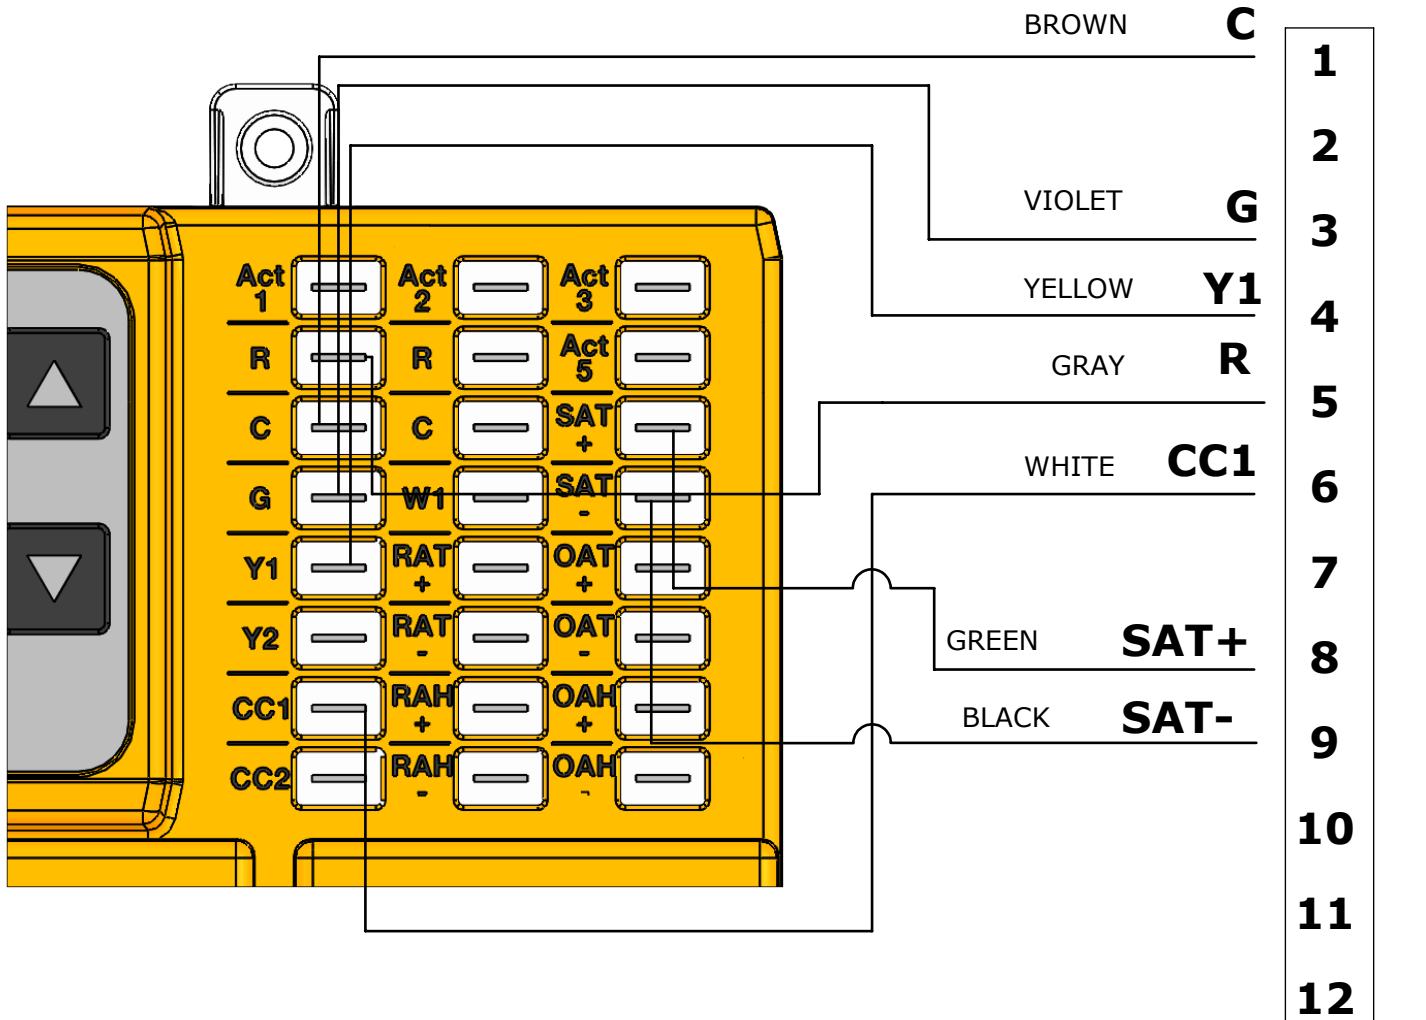 BROWN C
1
2
VIOLET G
3
YELLOW Y1
4
GRAY R
5
WHITE CC1
6
7
GREEN SAT+
8
BLACK SAT-
9
10
11
12
Act 1
Act 2
Act 3
R
R
Act 5
C
C
SAT +
G
W1
SAT -
Y1
RAT +
OAT +
Y2
RAT -
OAT -
CC1
RAH +
OAH +
CC2
RAH -
OAH -